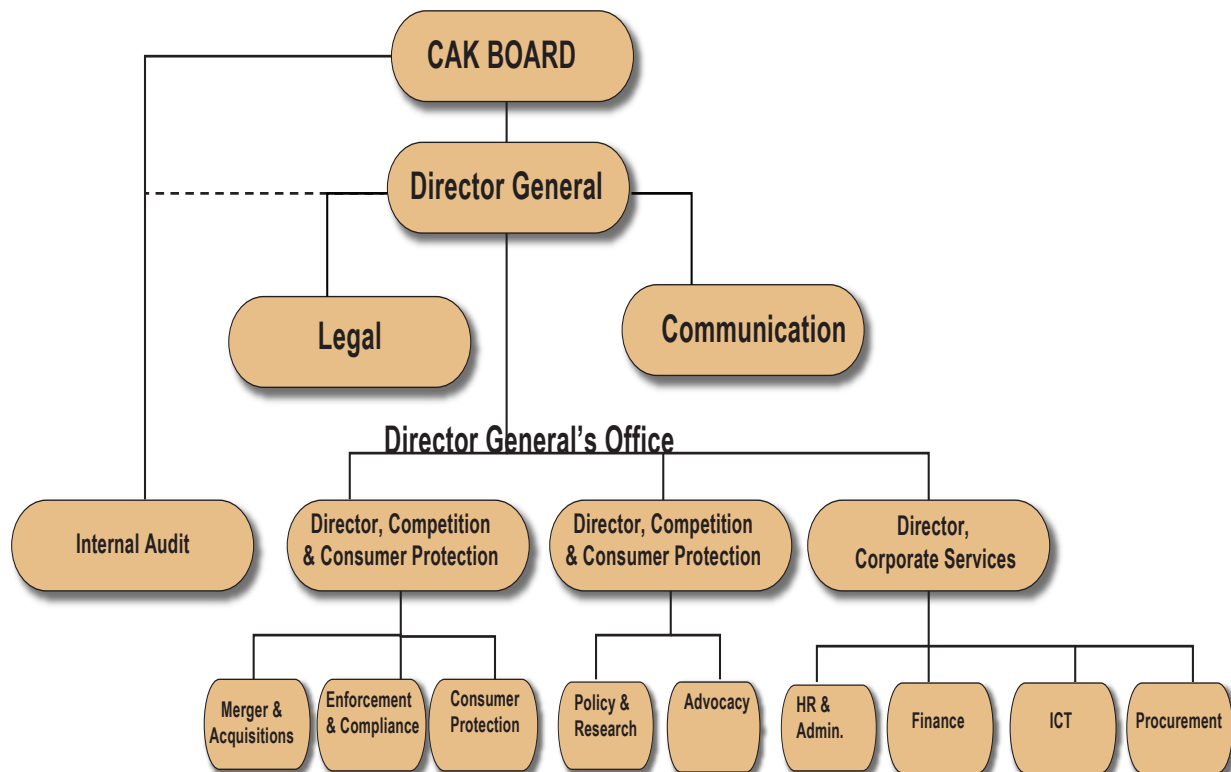 CAK BOARD
Director General
Legal
Communication
Director General’s Office
Internal Audit
Director, Competition
& Consumer Protection
Director, Competition
& Consumer Protection
Director,
Corporate Services
Merger &
Acquisitions
Enforcement
& Compliance
Consumer
Protection
Policy &
Research
Advocacy
HR &
Admin.
Finance
ICT
Procurement